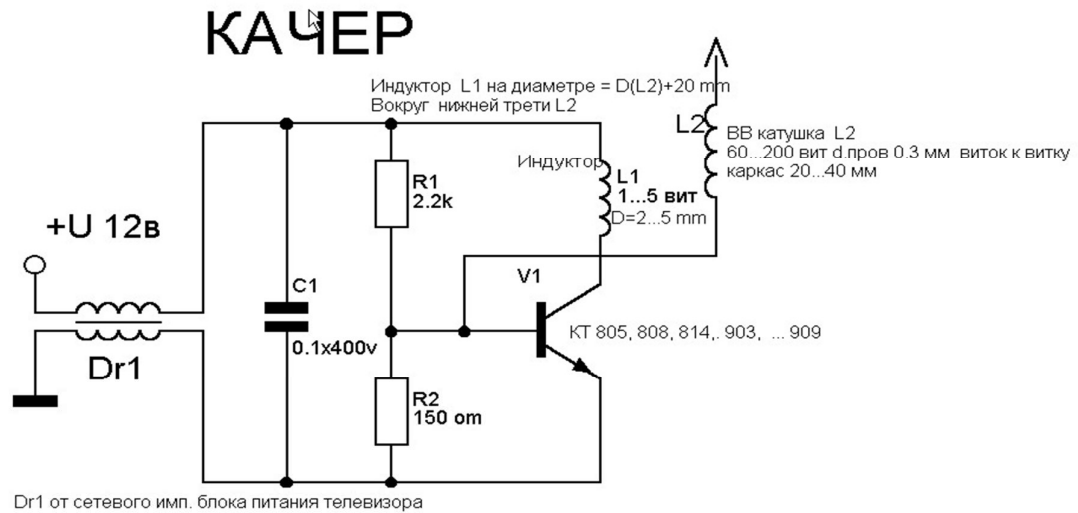 КАЧЕР
Индуктор L1 на диаметре = D(L2)+20 mm
Вокруг нижней трети L2
L2
ВВ катушка L2
60...200 вит d.пров 0.3 мм виток к витку
каркас 20...40 мм
Индуктор
L1
1...5 вит
D=2...5 mm
R1
2.2k
+U 12в
V1
C1
0.1x400v
КТ 805, 808, 814,. 903, ... 909
Dr1
R2
150 om
Dr1 от сетевого имп. блока питания телевизора